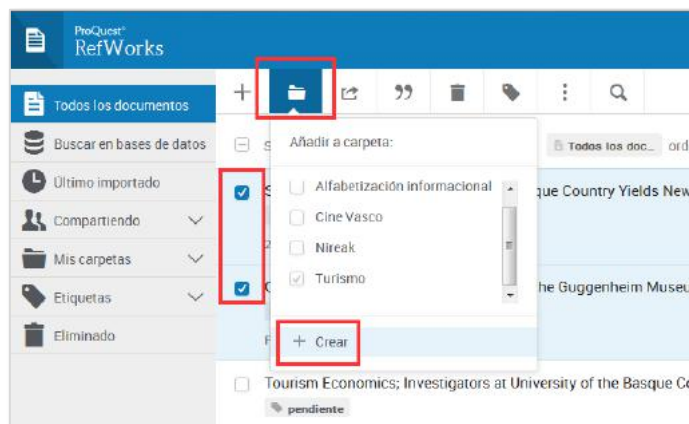 ProQuest®
RefWorks
Todos los documentos
Buscar en bases de datos
Último importado
Compartiendo
Mis carpetas
Etiquetas
Eliminado
Añadir a carpeta:
Alfabetización informacional
Cine Vasco
Nireak
Turismo
+ Crear
S
Todos los doc...
ord
S
que Country Yields New
2
he Guggenheim Museu
Tourism Economics; Investigators at University of the Basque Co
pendiente